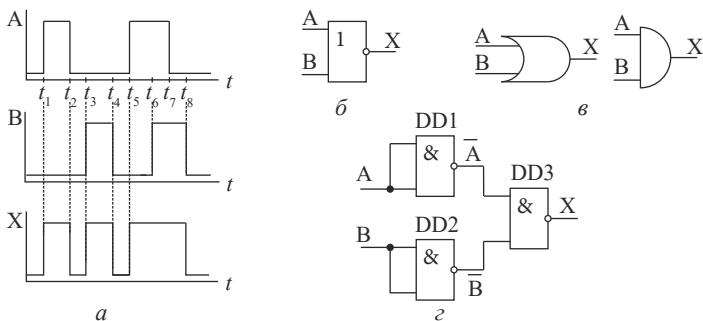 A
t
t1 t2 t3 t4 t5 t6 t7 t8
B
t
X
t
а
A
B
1
X
б
A
B
X
A
B
X
в
DD1
&
A̅
A
DD3
&
X
B
DD2
&
B̅
г